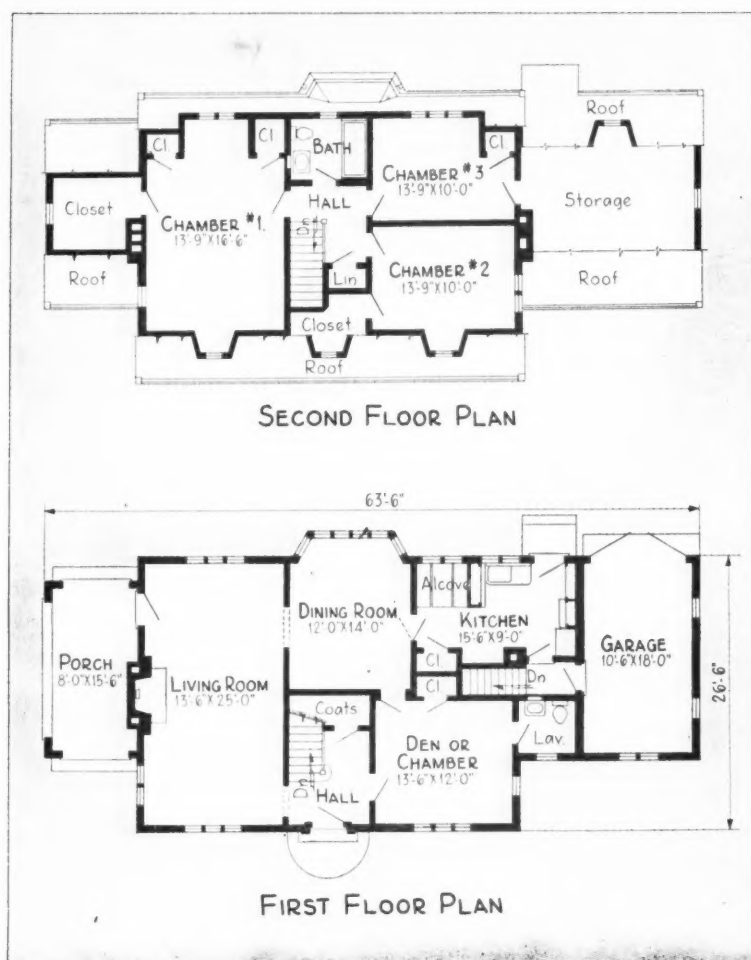 Roof
Cl.
Cl.
BATH
Cl.
CHAMBER #3
13'-9"X10'-0"
Closet
CHAMBER #1.
13'-9"X16'-6"
HALL
Storage
Dn
CHAMBER #2
13'-9"X10'-0"
Roof
Lin
Roof
Closet
Roof
SECOND FLOOR PLAN
63'-6"
Alcove
DINING ROOM
12'-0"X14'-0"
KITCHEN
15'-6"X9'-0"
GARAGE
10'-6"X18'-0"
PORCH
8'-0"X15'-6"
LIVING ROOM
13'-6"X25'-0"
Cl.
Cl.
Dn
26'-6"
Coats
DEN OR
CHAMBER
13'-6"X12'-0"
Lav.
Dn
HALL
FIRST FLOOR PLAN